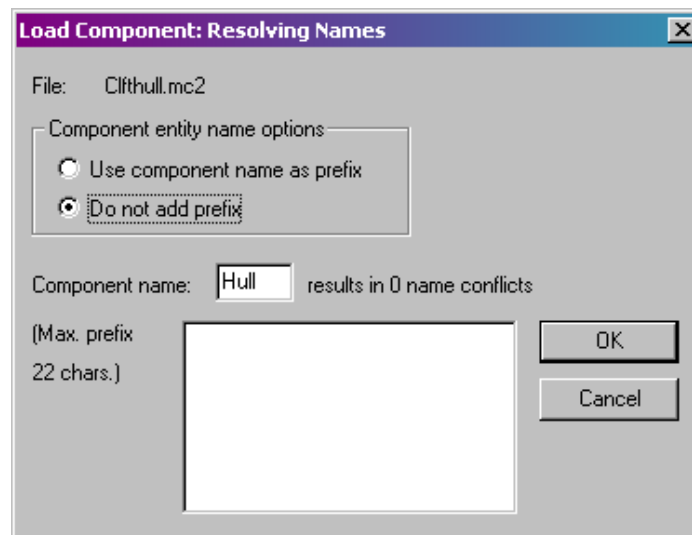 Load Component: Resolving Names
File: Clfthull.mc2
Component entity name options
Use component name as prefix
Do not add prefix
Component name: Hull results in 0 name conflicts
(Max. prefix
22 chars.)
OK
Cancel